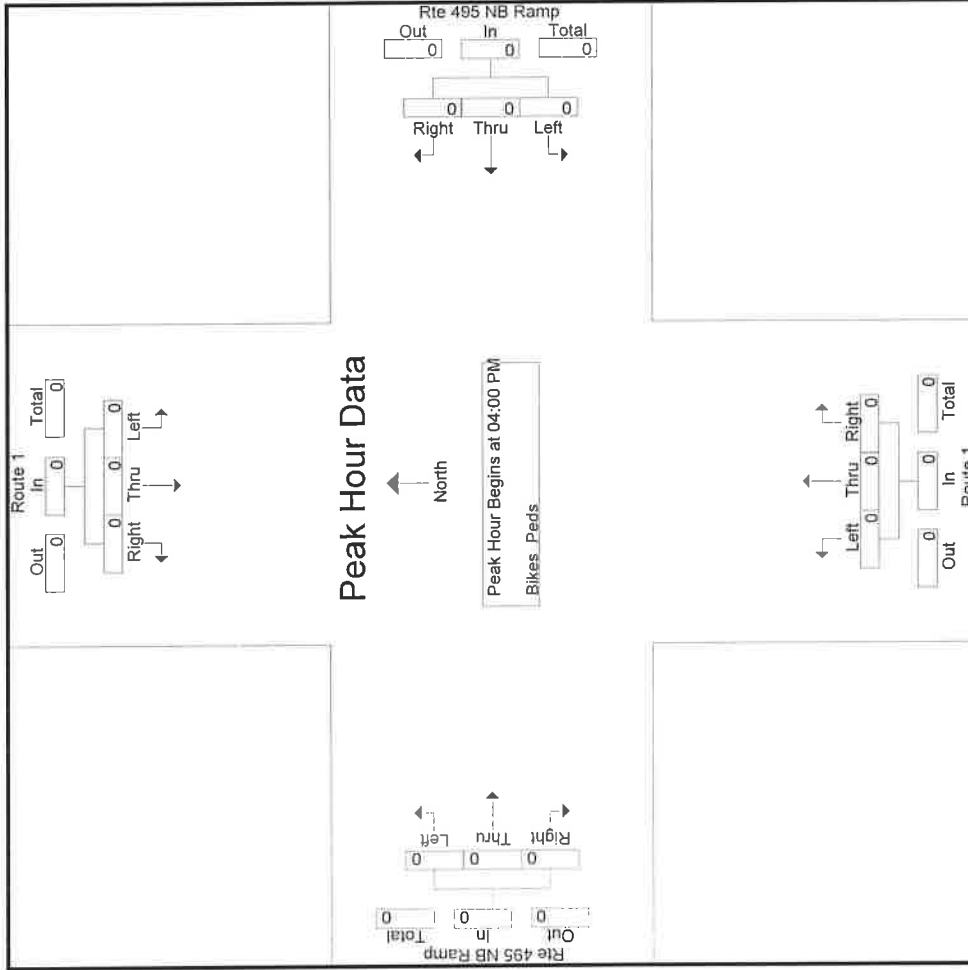 Rte 495 NB Ramp
Out In Total
0 0 0
0 0 0
Right Thru Left
Route 1
Out In Total
0 0 0
0 0 0
Right Thru Left
Peak Hour Data
North
Peak Hour Begins at 04:00 PM
Bikes Peds
Left Thru Right
0 0 0
0 0 0
Out In Total
Route 1
Left Thru Right
0 0 0
0 0 0
Total In Out
Rte 495 NB Ramp